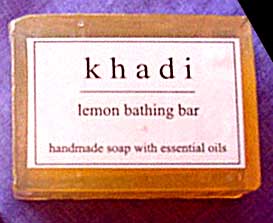 khadi
lemon bathing bar
handmade soap with essential oils